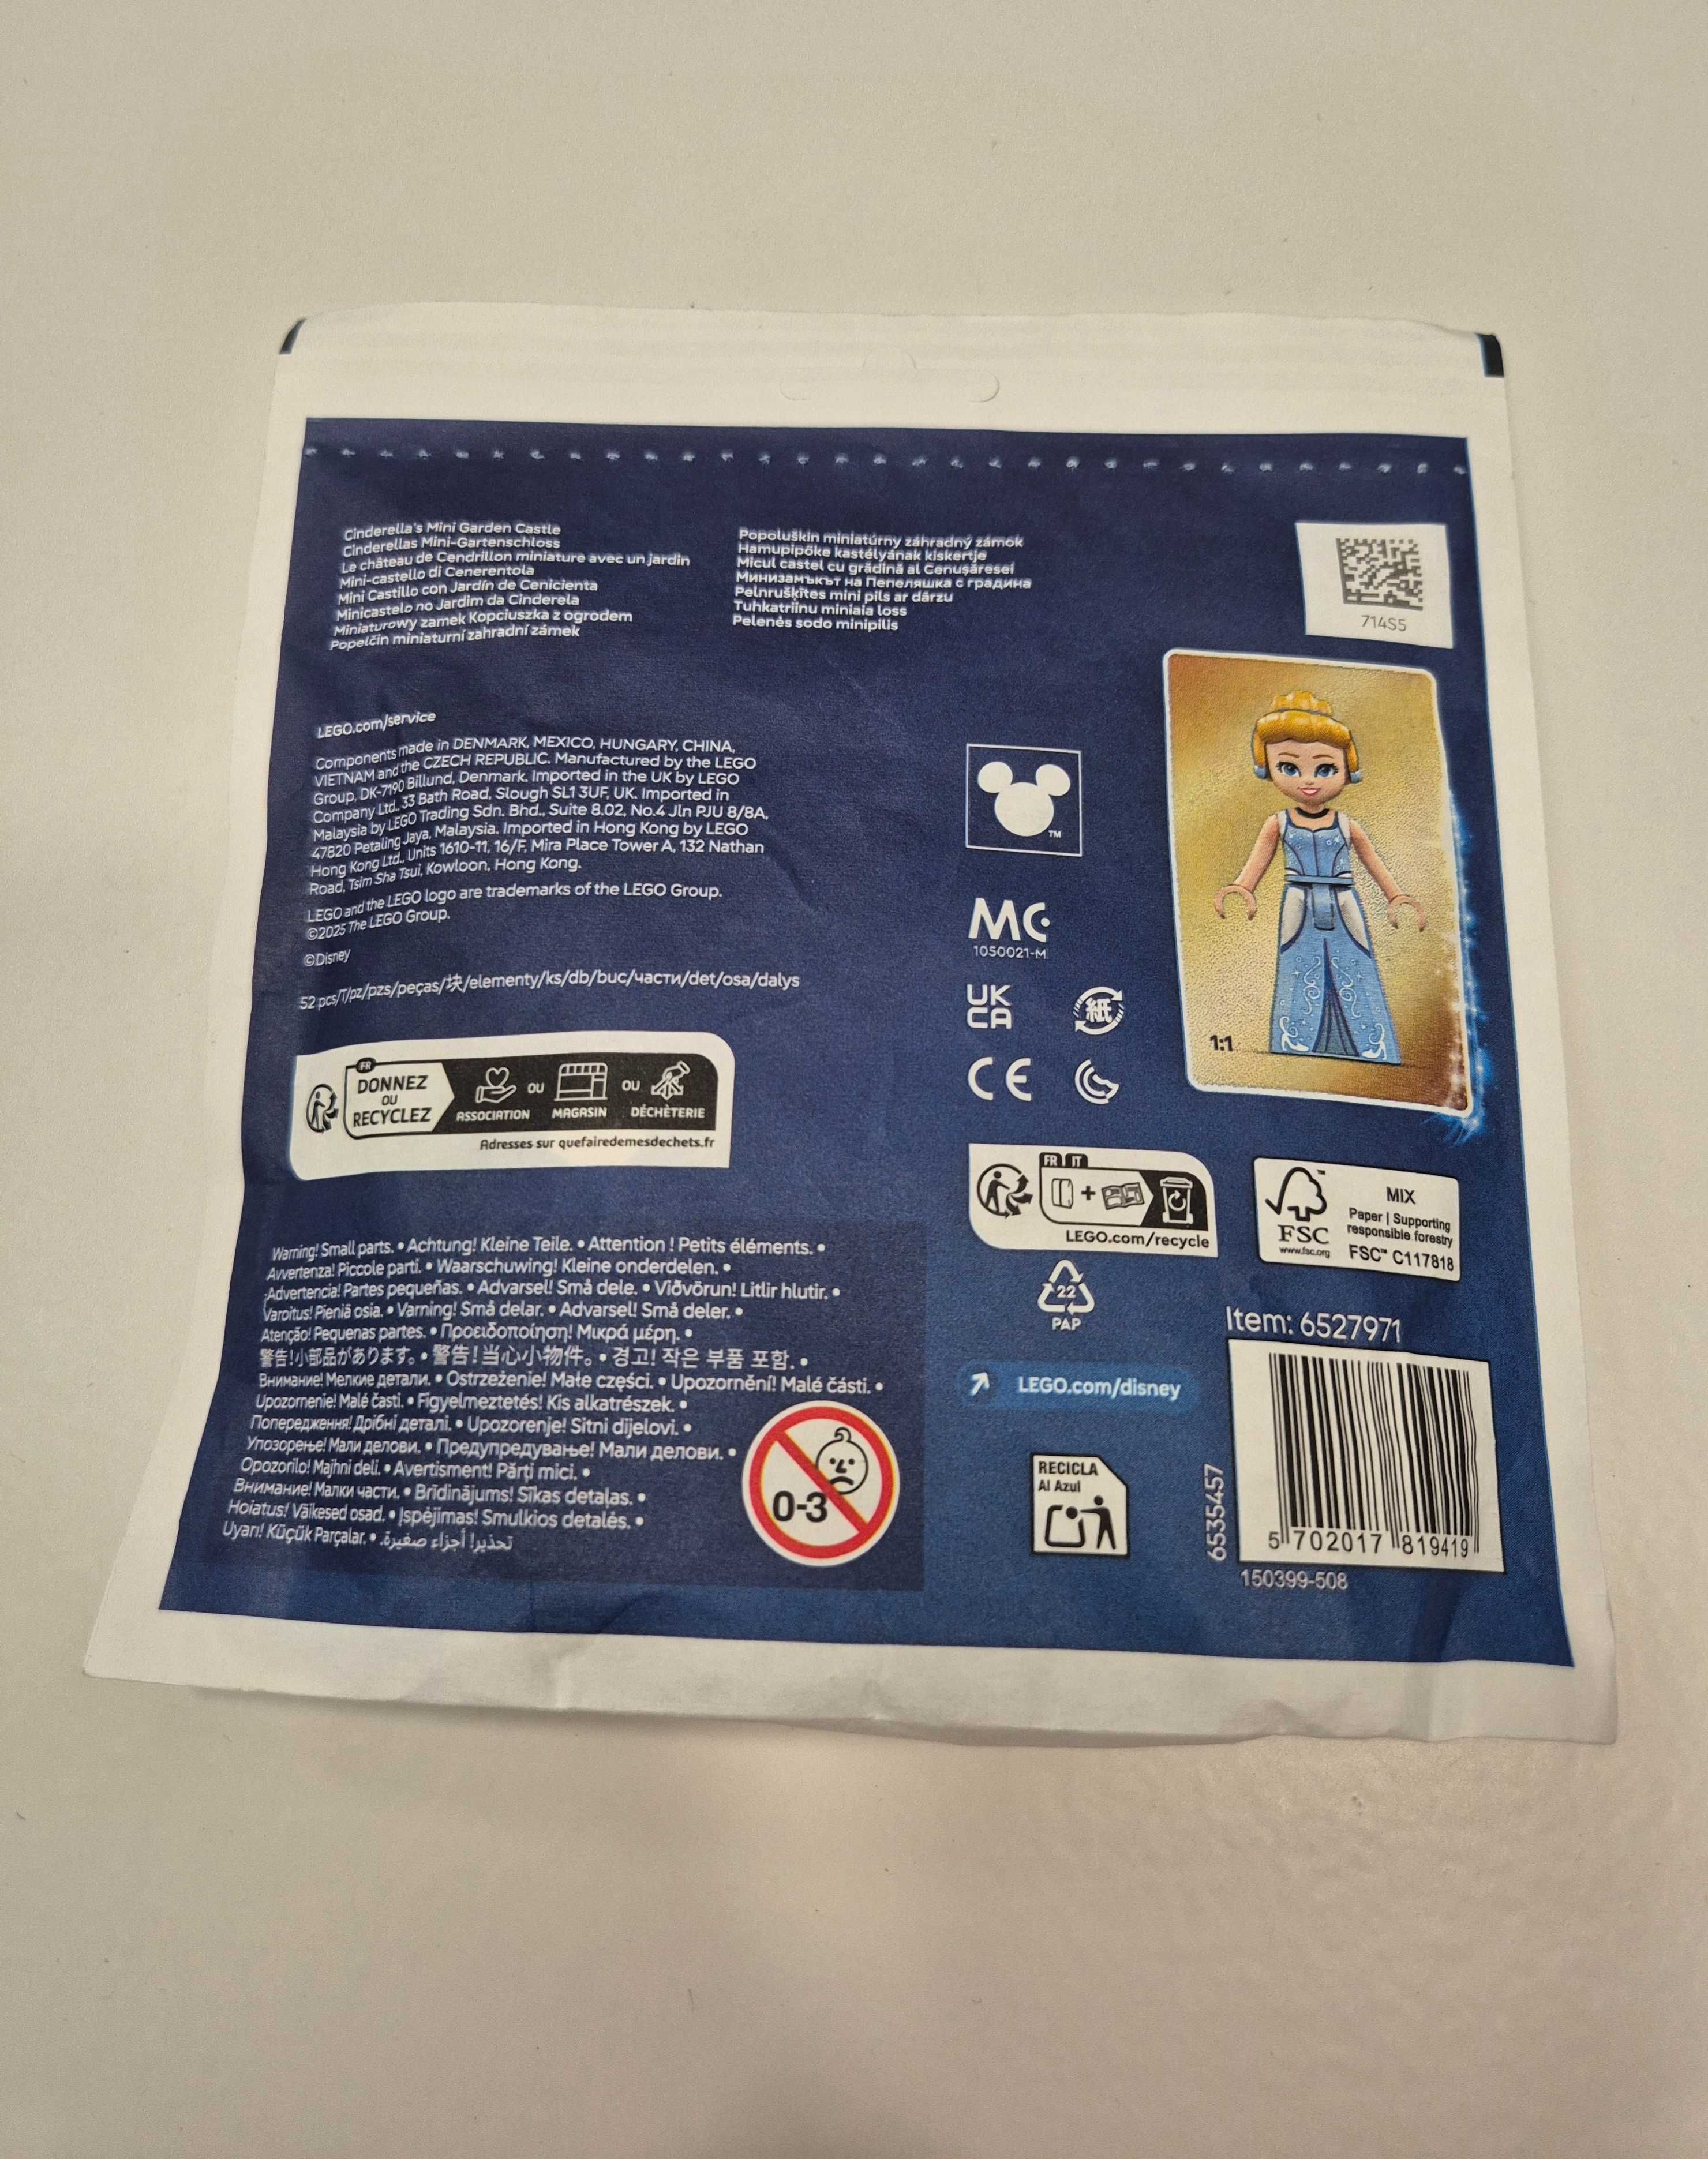 Cinderella's Mini Garden Castle
Cinderellas Mini-Gartenschloss
Le château de Cendrillon miniature avec un jardin
Mini-castello di Cenerentola
Mini Castillo con Jardín de Cenicienta
Minicastelo no Jardim da Cinderela
Miniaturowy zamek Kopciuszka z ogrodem
Popelčin miniaturní zahradní zámek
Popoluškin miniatúrny záhradný zámok
Hamupipőke kastélyának kiskertje
Micul castel cu grădină al Cenușăresei
Минизамъкът на Пепеляшка с градина
Pelnrušķītes mini pils ar dārzu
Tuhkatriinu miniaia loss
Pelenės sodo minipilis
714S5
LEGO.com/service
Components made in DENMARK, MEXICO, HUNGARY, CHINA,
VIETNAM and the CZECH REPUBLIC. Manufactured by the LEGO
Group, DK-7190 Billund, Denmark. Imported in the UK by LEGO
Company Ltd., 33 Bath Road, Slough SL1 3UF, UK. Imported in
Malaysia by LEGO Trading Sdn. Bhd., Suite 8.02, No.4 Jln PJU 8/8A,
47820 Petaling Jaya, Malaysia. Imported in Hong Kong by LEGO
Hong Kong Ltd., Units 1610-11, 16/F, Mira Place Tower A, 132 Nathan
Road, Tsim Sha Tsui, Kowloon, Hong Kong.
LEGO and the LEGO logo are trademarks of the LEGO Group.
©2025 The LEGO Group.
©Disney
52 pcs/T/pz/pzs/peças/块/elementy/ks/db/buc/части/det/osa/dalys
TM
MC
1050021-M
UK
CA
紙
CE
1:1
FR
DONNEZ
OU
RECYCLEZ
ASSOCIATION
OU
MAGASIN
OU
DÉCHÈTERIE
Adresses sur quefairedemesdechets.fr
FR IT
+
LEGO.com/recycle
22
PAP
FSC
www.fsc.org
MIX
Paper | Supporting
responsible forestry
FSC™ C117818
Warning! Small parts. • Achtung! Kleine Teile. • Attention ! Petits éléments. •
Avvertenza! Piccole parti. • Waarschuwing! Kleine onderdelen. •
¡Advertencia! Partes pequeñas. • Advarsel! Små dele. • Viðvörun! Litlir hlutir. •
Varoitus! Pieniä osia. • Varning! Små delar. • Advarsel! Små deler. •
Atenção! Pequenas partes. • Προειδοποίηση! Μικρά μέρη. •
警告!小部品があります。• 警告!当心小物件。• 경고! 작은 부품 포함. •
Внимание! Мелкие детали. • Ostrzeżenie! Małe części. • Upozornění! Malé části. •
Upozornenie! Malé časti. • Figyelmeztetés! Kis alkatrészek. •
Попередження! Дрібні деталі. • Upozorenje! Sitni dijelovi. •
Упозорење! Мали делови. • Предупредување! Мали делови. •
Opozorilo! Majhni deli. • Avertisment! Părți mici. •
Внимание! Малки части. • Brīdinājums! Sīkas detaļas. •
Hoiatus! Väikesed osad. • Įspėjimas! Smulkios detalės. •
Uyarı! Küçük Parçalar. • تحذير! أجزاء صغيرة.
0-3
LEGO.com/disney
RECICLA
Al Azul
Item: 6527971
6535457
5 702017 819419
150399-508